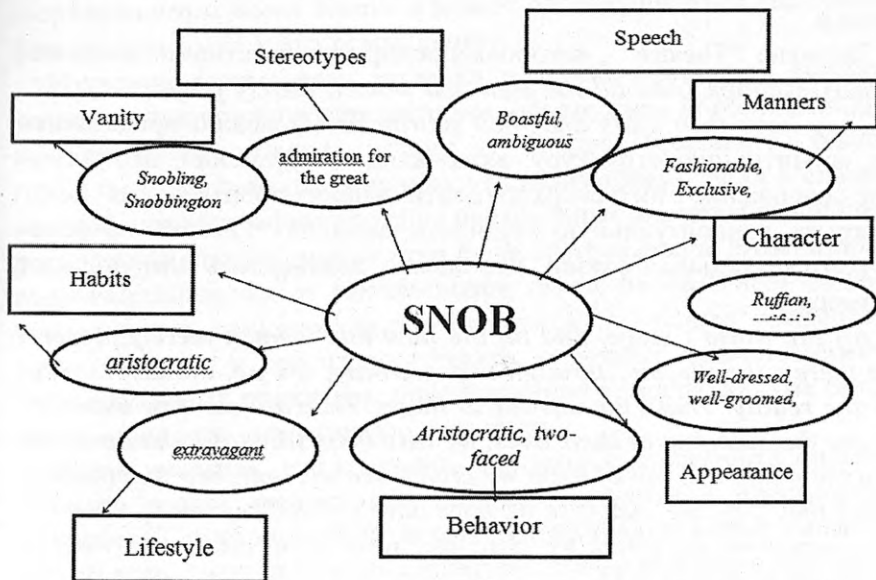 Speech
Stereotypes
Manners
Vanity
Boastful,
ambiguous
admiration for
the great
Fashionable,
Exclusive,
Snobling,
Snobbington
Character
Habits
SNOB
Ruffian,
aristocratic
Well-dressed,
well-groomed,
Aristocratic, two-
faced
extravagant
Appearance
Behavior
Lifestyle